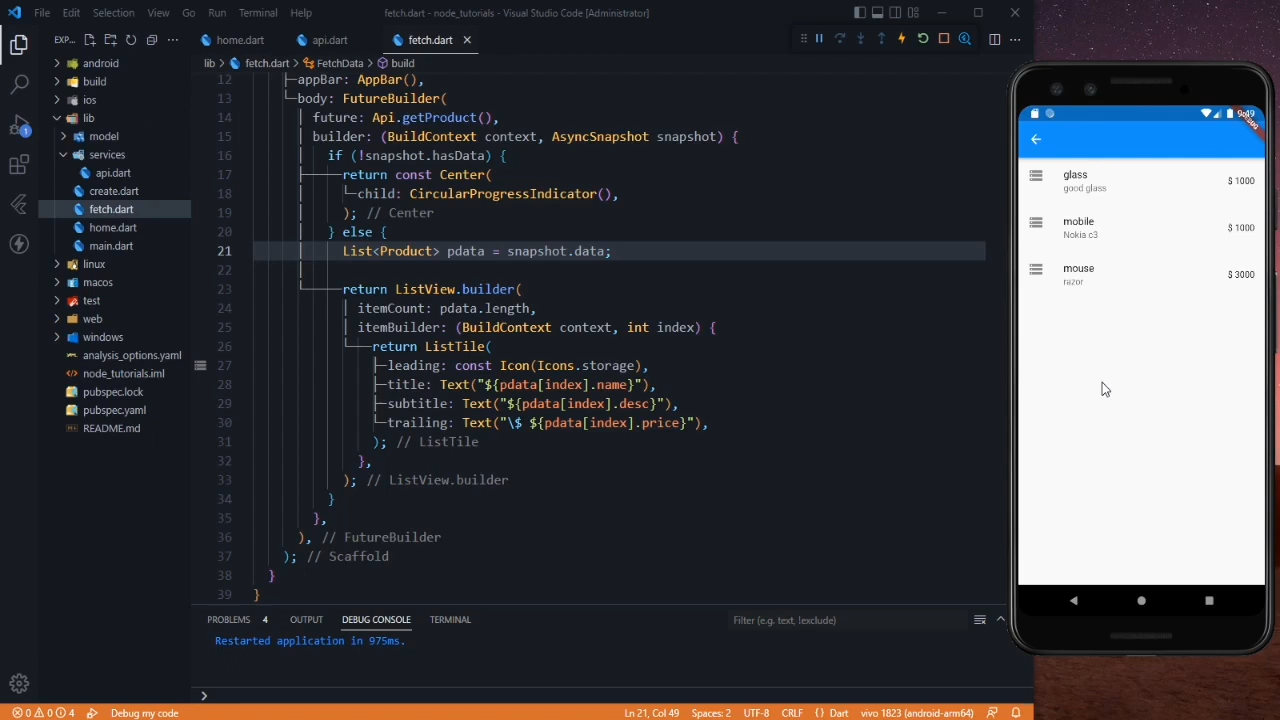 File Edit Selection View Go Run Terminal Help
fetch.dart - node_tutorials - Visual Studio Code [Administrator]
EXP...
home.dart
api.dart
fetch.dart
lib > fetch.dart > FetchData > build
android
build
ios
lib
model
services
api.dart
create.dart
fetch.dart
home.dart
main.dart
linux
macos
test
web
windows
analysis_options.yaml
node_tutorials.iml
pubspec.lock
pubspec.yaml
README.md
1
12 appBar: AppBar(),
13 body: FutureBuilder(
14 future: Api.getProduct(),
15 builder: (BuildContext context, AsyncSnapshot snapshot) {
16 if (!snapshot.hasData) {
17 return const Center(
18 child: CircularProgressIndicator(),
19 ); // Center
20 } else {
21 List<Product> pdata = snapshot.data;
22
23 return ListView.builder(
24 itemCount: pdata.length,
25 itemBuilder: (BuildContext context, int index) {
26 return ListTile(
27 leading: const Icon(Icons.storage),
28 title: Text("${pdata[index].name}"),
29 subtitle: Text("${pdata[index].desc}"),
30 trailing: Text("\$ ${pdata[index].price}"),
31 ); // ListTile
32 },
33 ); // ListView.builder
34 }
35 },
36 ), // FutureBuilder
37 ); // Scaffold
38 }
39 }
PROBLEMS 4 OUTPUT DEBUG CONSOLE TERMINAL
Filter (e.g. text, !exclude)
Restarted application in 975ms.
0 0 4 Debug my code
Ln 21, Col 49 Spaces: 2 UTF-8 CRLF {} Dart vivo 1823 (android-arm64)
9:49
glass
good glass
$ 1000
mobile
Nokia c3
$ 1000
mouse
razor
$ 3000